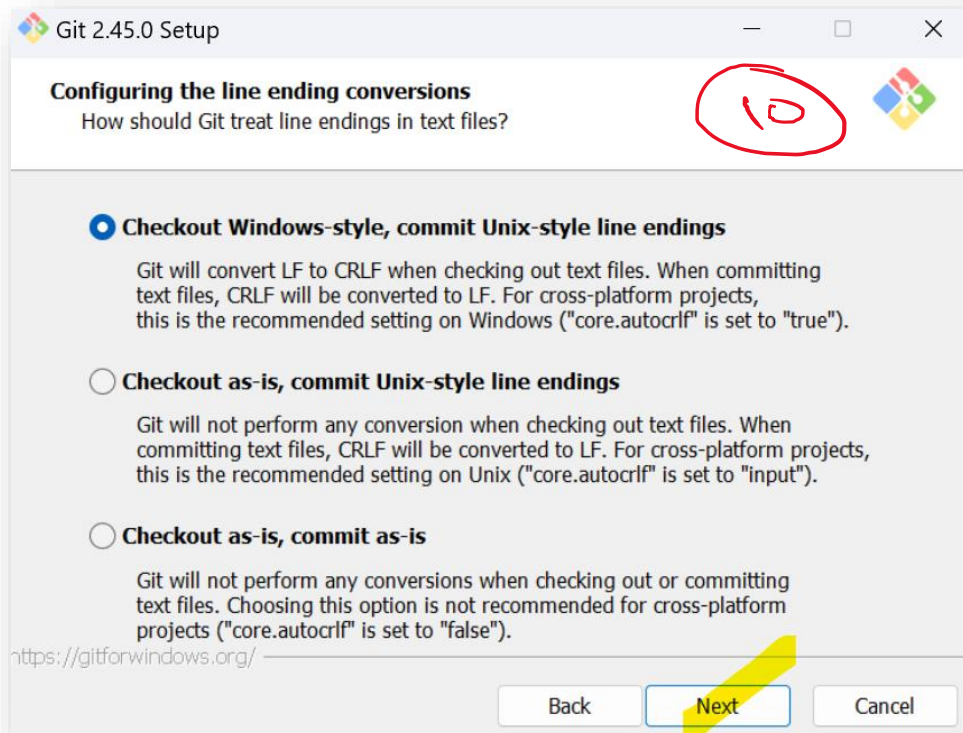 Git 2.45.0 Setup
Configuring the line ending conversions
How should Git treat line endings in text files?
10
Checkout Windows-style, commit Unix-style line endings
Git will convert LF to CRLF when checking out text files. When committing
text files, CRLF will be converted to LF. For cross-platform projects,
this is the recommended setting on Windows ("core.autocrlf" is set to "true").
Checkout as-is, commit Unix-style line endings
Git will not perform any conversion when checking out text files. When
committing text files, CRLF will be converted to LF. For cross-platform projects,
this is the recommended setting on Unix ("core.autocrlf" is set to "input").
Checkout as-is, commit as-is
Git will not perform any conversions when checking out or committing
text files. Choosing this option is not recommended for cross-platform
projects ("core.autocrlf" is set to "false").
https://gitforwindows.org/
Back Next Cancel